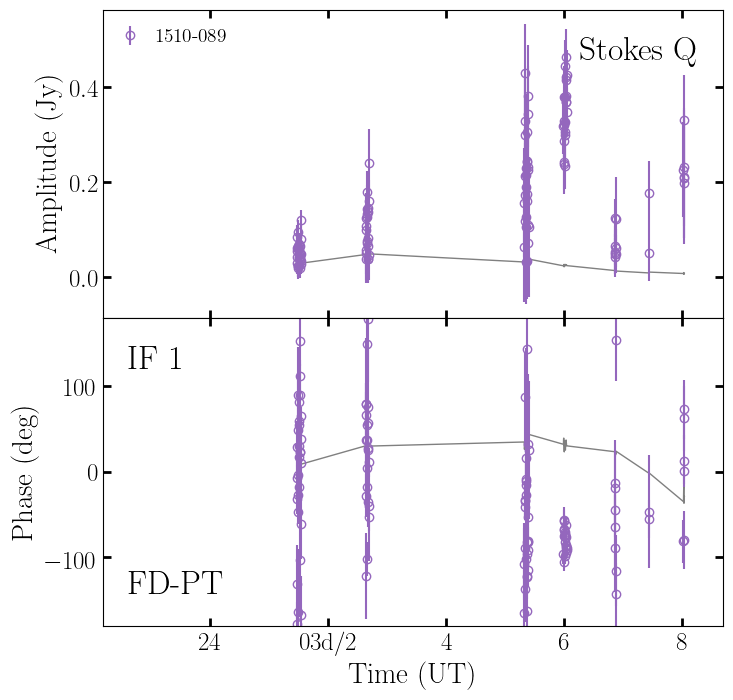 1510-089
Stokes Q
Amplitude (Jy)
0.4
0.2
0.0
IF 1
FD-PT
Phase (deg)
100
0
−100
24
03d/2
4
6
8
Time (UT)